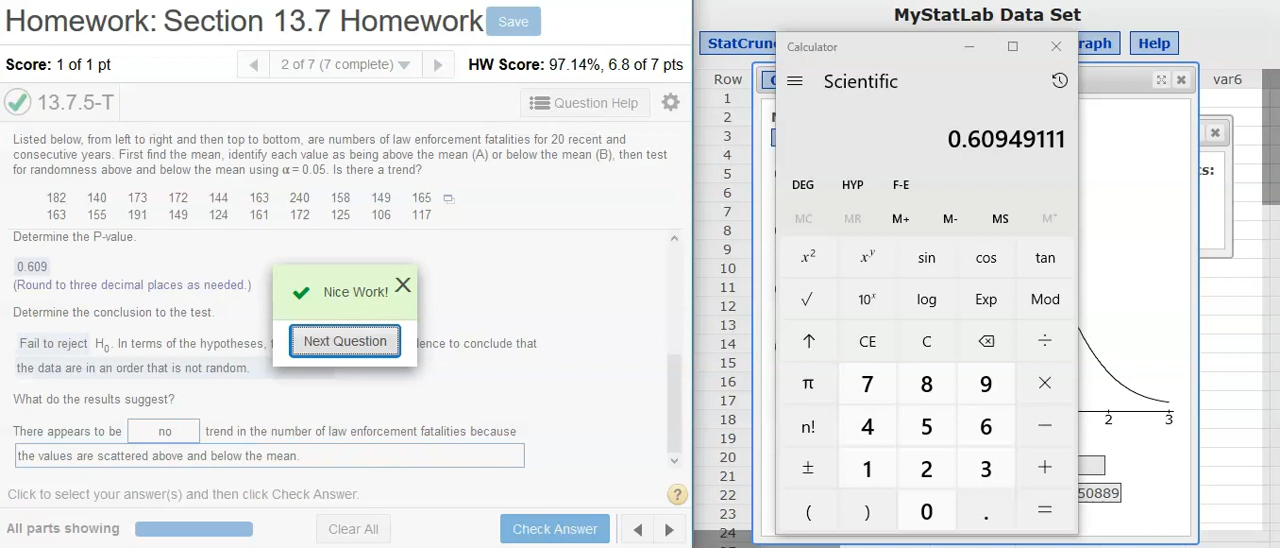 Homework: Section 13.7 Homework Save
Score: 1 of 1 pt
2 of 7 (7 complete)
HW Score: 97.14%, 6.8 of 7 pts
13.7.5-T
Question Help
Listed below, from left to right and then top to bottom, are numbers of law enforcement fatalities for 20 recent and
consecutive years. First find the mean, identify each value as being above the mean (A) or below the mean (B), then test
for randomness above and below the mean using α = 0.05. Is there a trend?
182 140 173 172 144 163 240 158 149 165
163 155 191 149 124 161 172 125 106 117
Determine the P-value.
0.609
(Round to three decimal places as needed.)
Determine the conclusion to the test.
Fail to reject H0. In terms of the hypotheses,
to conclude that
the data are in an order that is not random.
Nice Work!
Next Question
What do the results suggest?
There appears to be no trend in the number of law enforcement fatalities because
the values are scattered above and below the mean.
Click to select your answer(s) and then click Check Answer.
?
All parts showing
Clear All
Check Answer
MyStatLab Data Set
StatCrun
raph
Help
Row
var6
1
2
3
4
5
6
7
8
9
10
11
12
13
14
15
16
17
18
19
20
21
22
23
24
Calculator
Scientific
0.60949111
DEG HYP F-E
MC MR M+ M- MS M˅
x² xʸ sin cos tan
√ 10ˣ log Exp Mod
↑ CE C ⌫ ÷
π 7 8 9 ×
n! 4 5 6 −
± 1 2 3 +
( ) 0 . =
2 3
50889